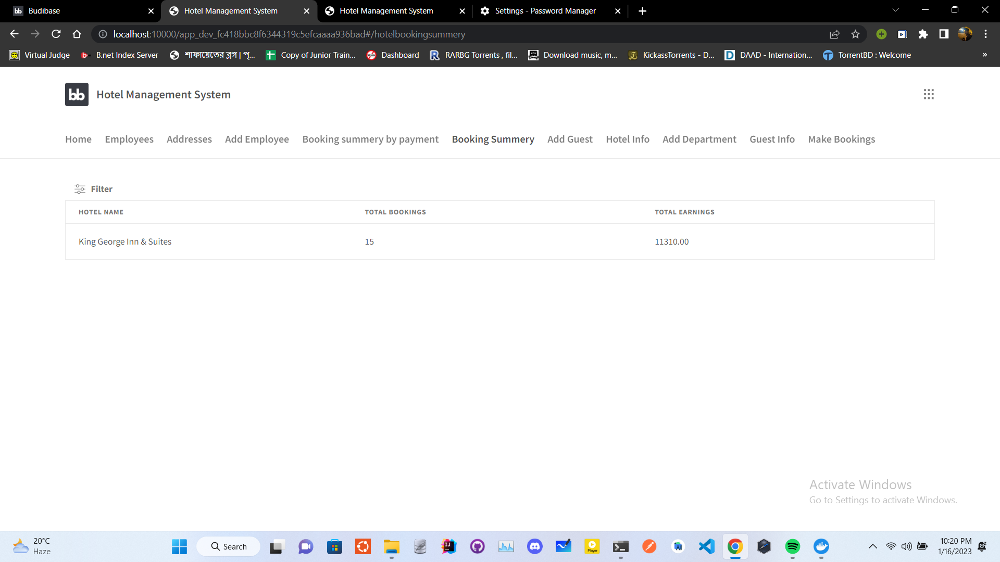 Budibase
Hotel Management System
Hotel Management System
Settings - Password Manager
localhost:10000/app_dev_fc418bbc8f6344319c5efcaaaa936bad#/hotelbookingsummery
Virtual Judge
B.net Index Server
শাফায়েতের ব্লগ | প্...
Copy of Junior Train...
Dashboard
RARBG Torrents , fil...
Download music, m...
KickassTorrents - D...
DAAD - Internation...
TorrentBD : Welcome
»
bb Hotel Management System
Home Employees Addresses Add Employee Booking summery by payment Booking Summery Add Guest Hotel Info Add Department Guest Info Make Bookings
Filter
HOTEL NAME TOTAL BOOKINGS TOTAL EARNINGS
King George Inn & Suites 15 11310.00
Activate Windows
Go to Settings to activate Windows.
20°C
Haze
Search
10:20 PM
1/16/2023